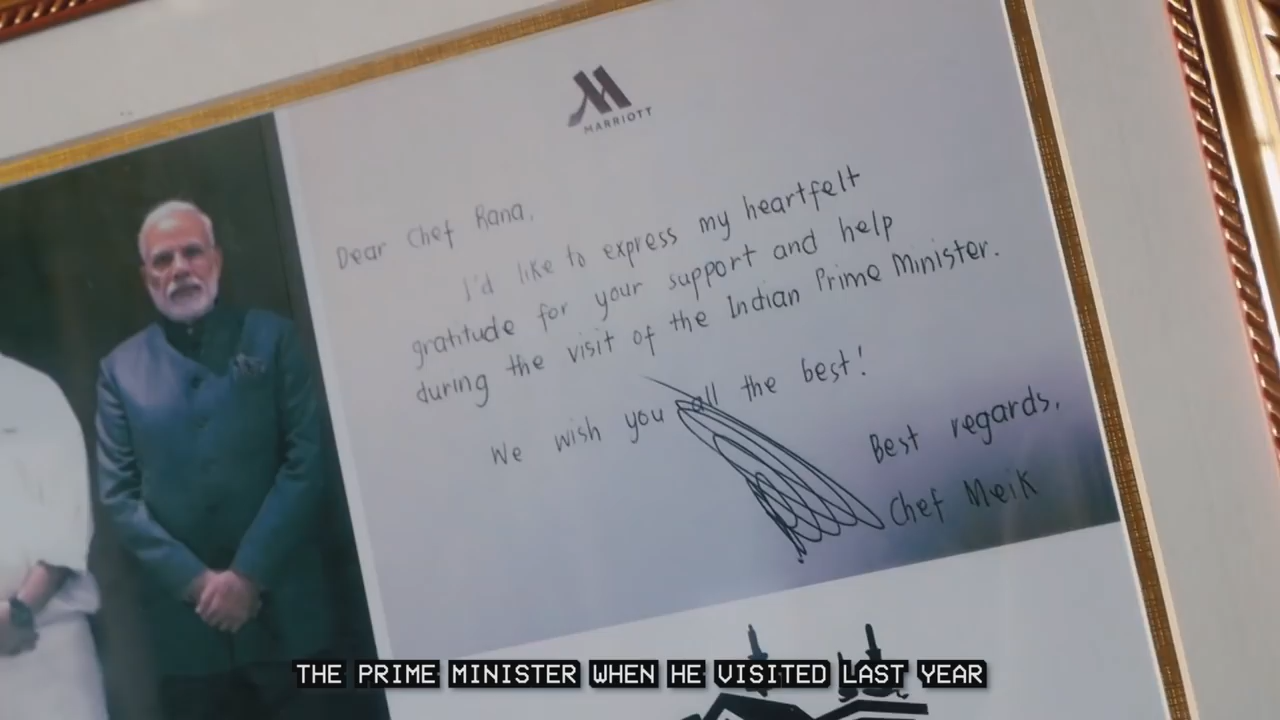 MARRIOTT
Dear Chef Rana,
I'd like to express my heartfelt
gratitude for your support and help
during the visit of the Indian Prime Minister.
We wish you all the best!
Best regards,
Chef Meik
THE PRIME MINISTER WHEN HE VISITED LAST YEAR